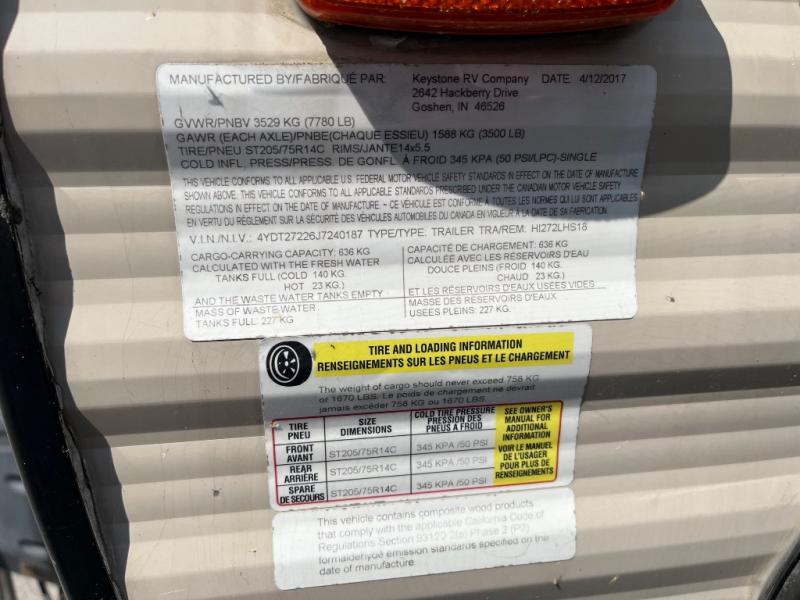 MANUFACTURED BY/FABRIQUÉ PAR: Keystone RV Company DATE: 4/12/2017
2642 Hackberry Drive
Goshen, IN 46526
GVWR/PNBV 3529 KG (7780 LB)
GAWR (EACH AXLE)/PNBE(CHAQUE ESSIEU) 1588 KG (3500 LB)
TIRE/PNEU ST205/75R14C RIMS/JANTE14x5.5
COLD INFL, PRESS/PRESS. DE GONFL. À FROID 345 KPA (50 PSI/LPC)-SINGLE
THIS VEHICLE CONFORMS TO ALL APPLICABLE U.S. FEDERAL MOTOR VEHICLE SAFETY STANDARDS IN EFFECT ON THE DATE OF MANUFACTURE
SHOWN ABOVE. THIS VEHICLE CONFORMS TO ALL APPLICABLE STANDARDS PRESCRIBED UNDER THE CANADIAN MOTOR VEHICLE SAFETY
REGULATIONS IN EFFECT ON THE DATE OF MANUFACTURE - CE VÉHICULE EST CONFORME À TOUTES LES NORMES QUI LUI SONT APPLICABLES
EN VERTU DU RÈGLEMENT SUR LA SÉCURITÉ DES VÉHICULES AUTOMOBILES DU CANADA EN VIGUEUR À LA DATE DE SA FABRICATION.
V.I.N./N.I.V.: 4YDT27226J7240187 TYPE/TYPE: TRAILER TRA/REM: HI272LHS18
CARGO-CARRYING CAPACITY: 636 KG
CALCULATED WITH THE FRESH WATER
TANKS FULL (COLD 140 KG.
HOT 23 KG.)
AND THE WASTE WATER TANKS EMPTY
MASS OF WASTE WATER
TANKS FULL: 227 KG
CAPACITÉ DE CHARGEMENT: 636 KG
CALCULÉE AVEC LES RÉSERVOIRS D'EAU
DOUCE PLEINS (FROID 140 KG.
CHAUD 23 KG.)
ET LES RÉSERVOIRS D'EAUX USÉES VIDES
MASSE DES RÉSERVOIRS D'EAUX
USÉES PLEINS: 227 KG.
TIRE AND LOADING INFORMATION
RENSEIGNEMENTS SUR LES PNEUS ET LE CHARGEMENT
The weight of cargo should never exceed 758 KG
or 1670 LBS. Le poids de chargement ne devrait
jamais excéder 758 KG ou 1670 LBS.
TIRE
PNEU
SIZE
DIMENSIONS
COLD TIRE PRESSURE
PRESSION DES
PNEUS A FROID
FRONT
AVANT
ST205/75R14C
345 KPA /50 PSI
REAR
ARRIÈRE
ST205/75R14C
345 KPA /50 PSI
SPARE
DE SECOURS
ST205/75R14C
345 KPA /50 PSI
SEE OWNER'S
MANUAL FOR
ADDITIONAL
INFORMATION
VOIR LE MANUEL
DE L'USAGER
POUR PLUS DE
RENSEIGNEMENTS
This vehicle contains composite wood products
that comply with the applicable California Code of
Regulations Section 93120 2(a) Phase 2 (P2)
formaldehyde emission standards specified on the
date of manufacture.